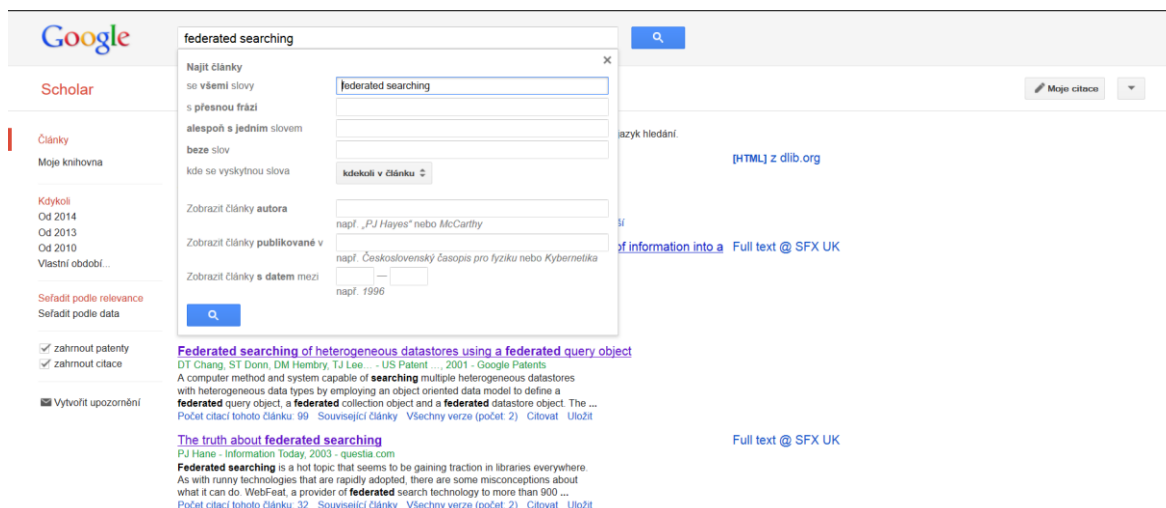 Google
federated searching
Scholar
Moje citace
Články
Moje knihovna
Kdykoli
Od 2014
Od 2013
Od 2010
Vlastní období...
Seřadit podle relevance
Seřadit podle data
zahrnout patenty
zahrnout citace
Vytvořit upozornění
Najít články
se všemi slovy
federated searching
s přesnou frází
alespoň s jedním slovem
beze slov
kde se vyskytnou slova
kdekoli v článku
Zobrazit články autora
např. „PJ Hayes“ nebo McCarthy
Zobrazit články publikované v
např. Československý časopis pro fyziku nebo Kybernetika
Zobrazit články s datem mezi
—
např. 1996
jazyk hledání.
[HTML] z dlib.org
ší
of information into a
Full text @ SFX UK
Federated searching of heterogeneous datastores using a federated query object
DT Chang, ST Donn, DM Hembry, TJ Lee... - US Patent ..., 2001 - Google Patents
A computer method and system capable of searching multiple heterogeneous datastores
with heterogeneous data types by employing an object oriented data model to define a
federated query object, a federated collection object and a federated datastore object. The ...
Počet citací tohoto článku: 99 Související články Všechny verze (počet: 2) Citovat Uložit
The truth about federated searching
Full text @ SFX UK
PJ Hane - Information Today, 2003 - questia.com
Federated searching is a hot topic that seems to be gaining traction in libraries everywhere.
As with runny technologies that are rapidly adopted, there are some misconceptions about
what it can do. WebFeat, a provider of federated search technology to more than 900 ...
Počet citací tohoto článku: 32 Související články Všechny verze (počet: 2) Citovat Uložit